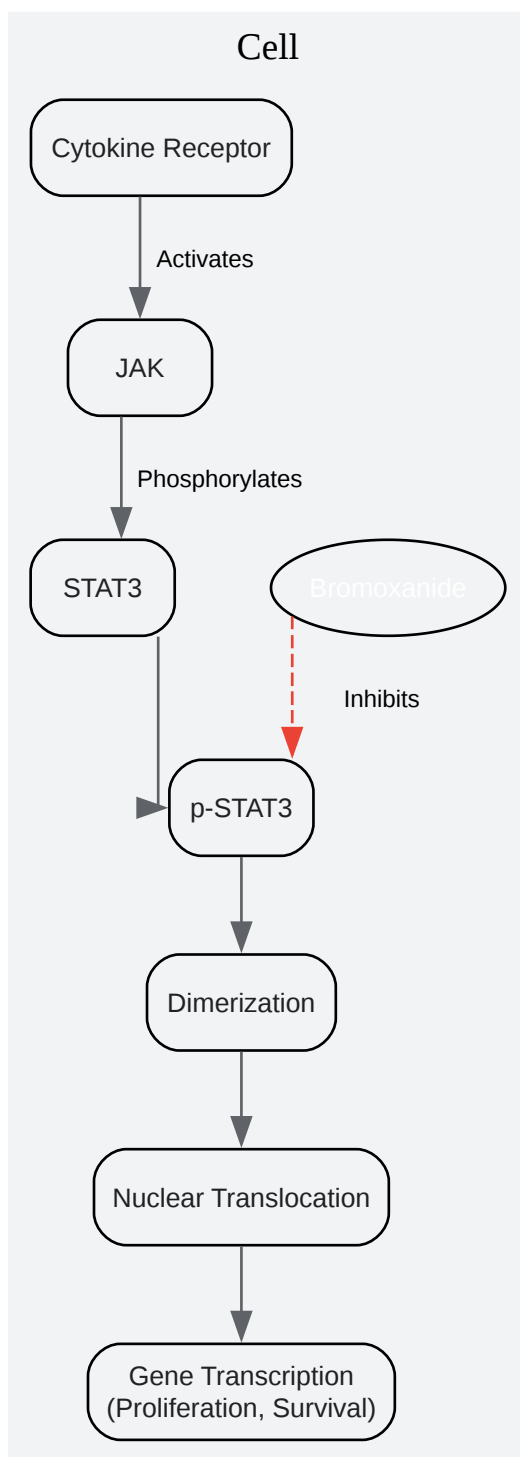 Cell
Cytokine Receptor
Activates
JAK
Phosphorylates
STAT3
Bromoxanide
Inhibits
p-STAT3
Dimerization
Nuclear Translocation
Gene Transcription
(Proliferation, Survival)